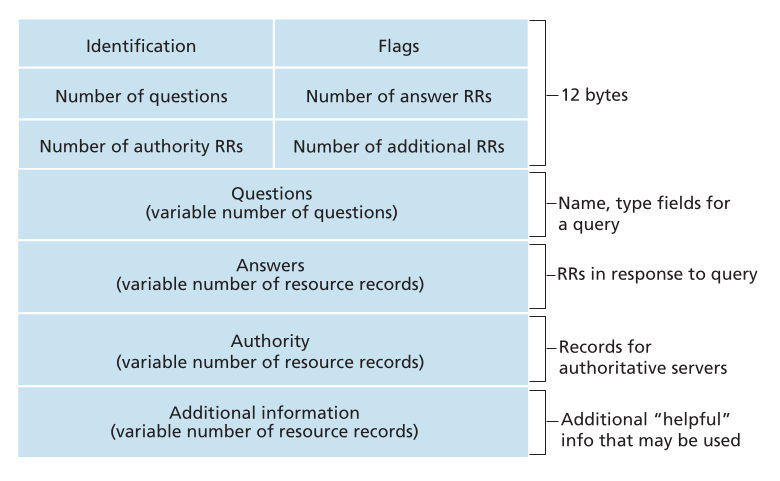 Identification
Flags
Number of questions
Number of answer RRs
12 bytes
Number of authority RRs
Number of additional RRs
Questions
(variable number of questions)
Name, type fields for
a query
Answers
(variable number of resource records)
RRs in response to query
Authority
(variable number of resource records)
Records for
authoritative servers
Additional information
(variable number of resource records)
Additional “helpful”
info that may be used